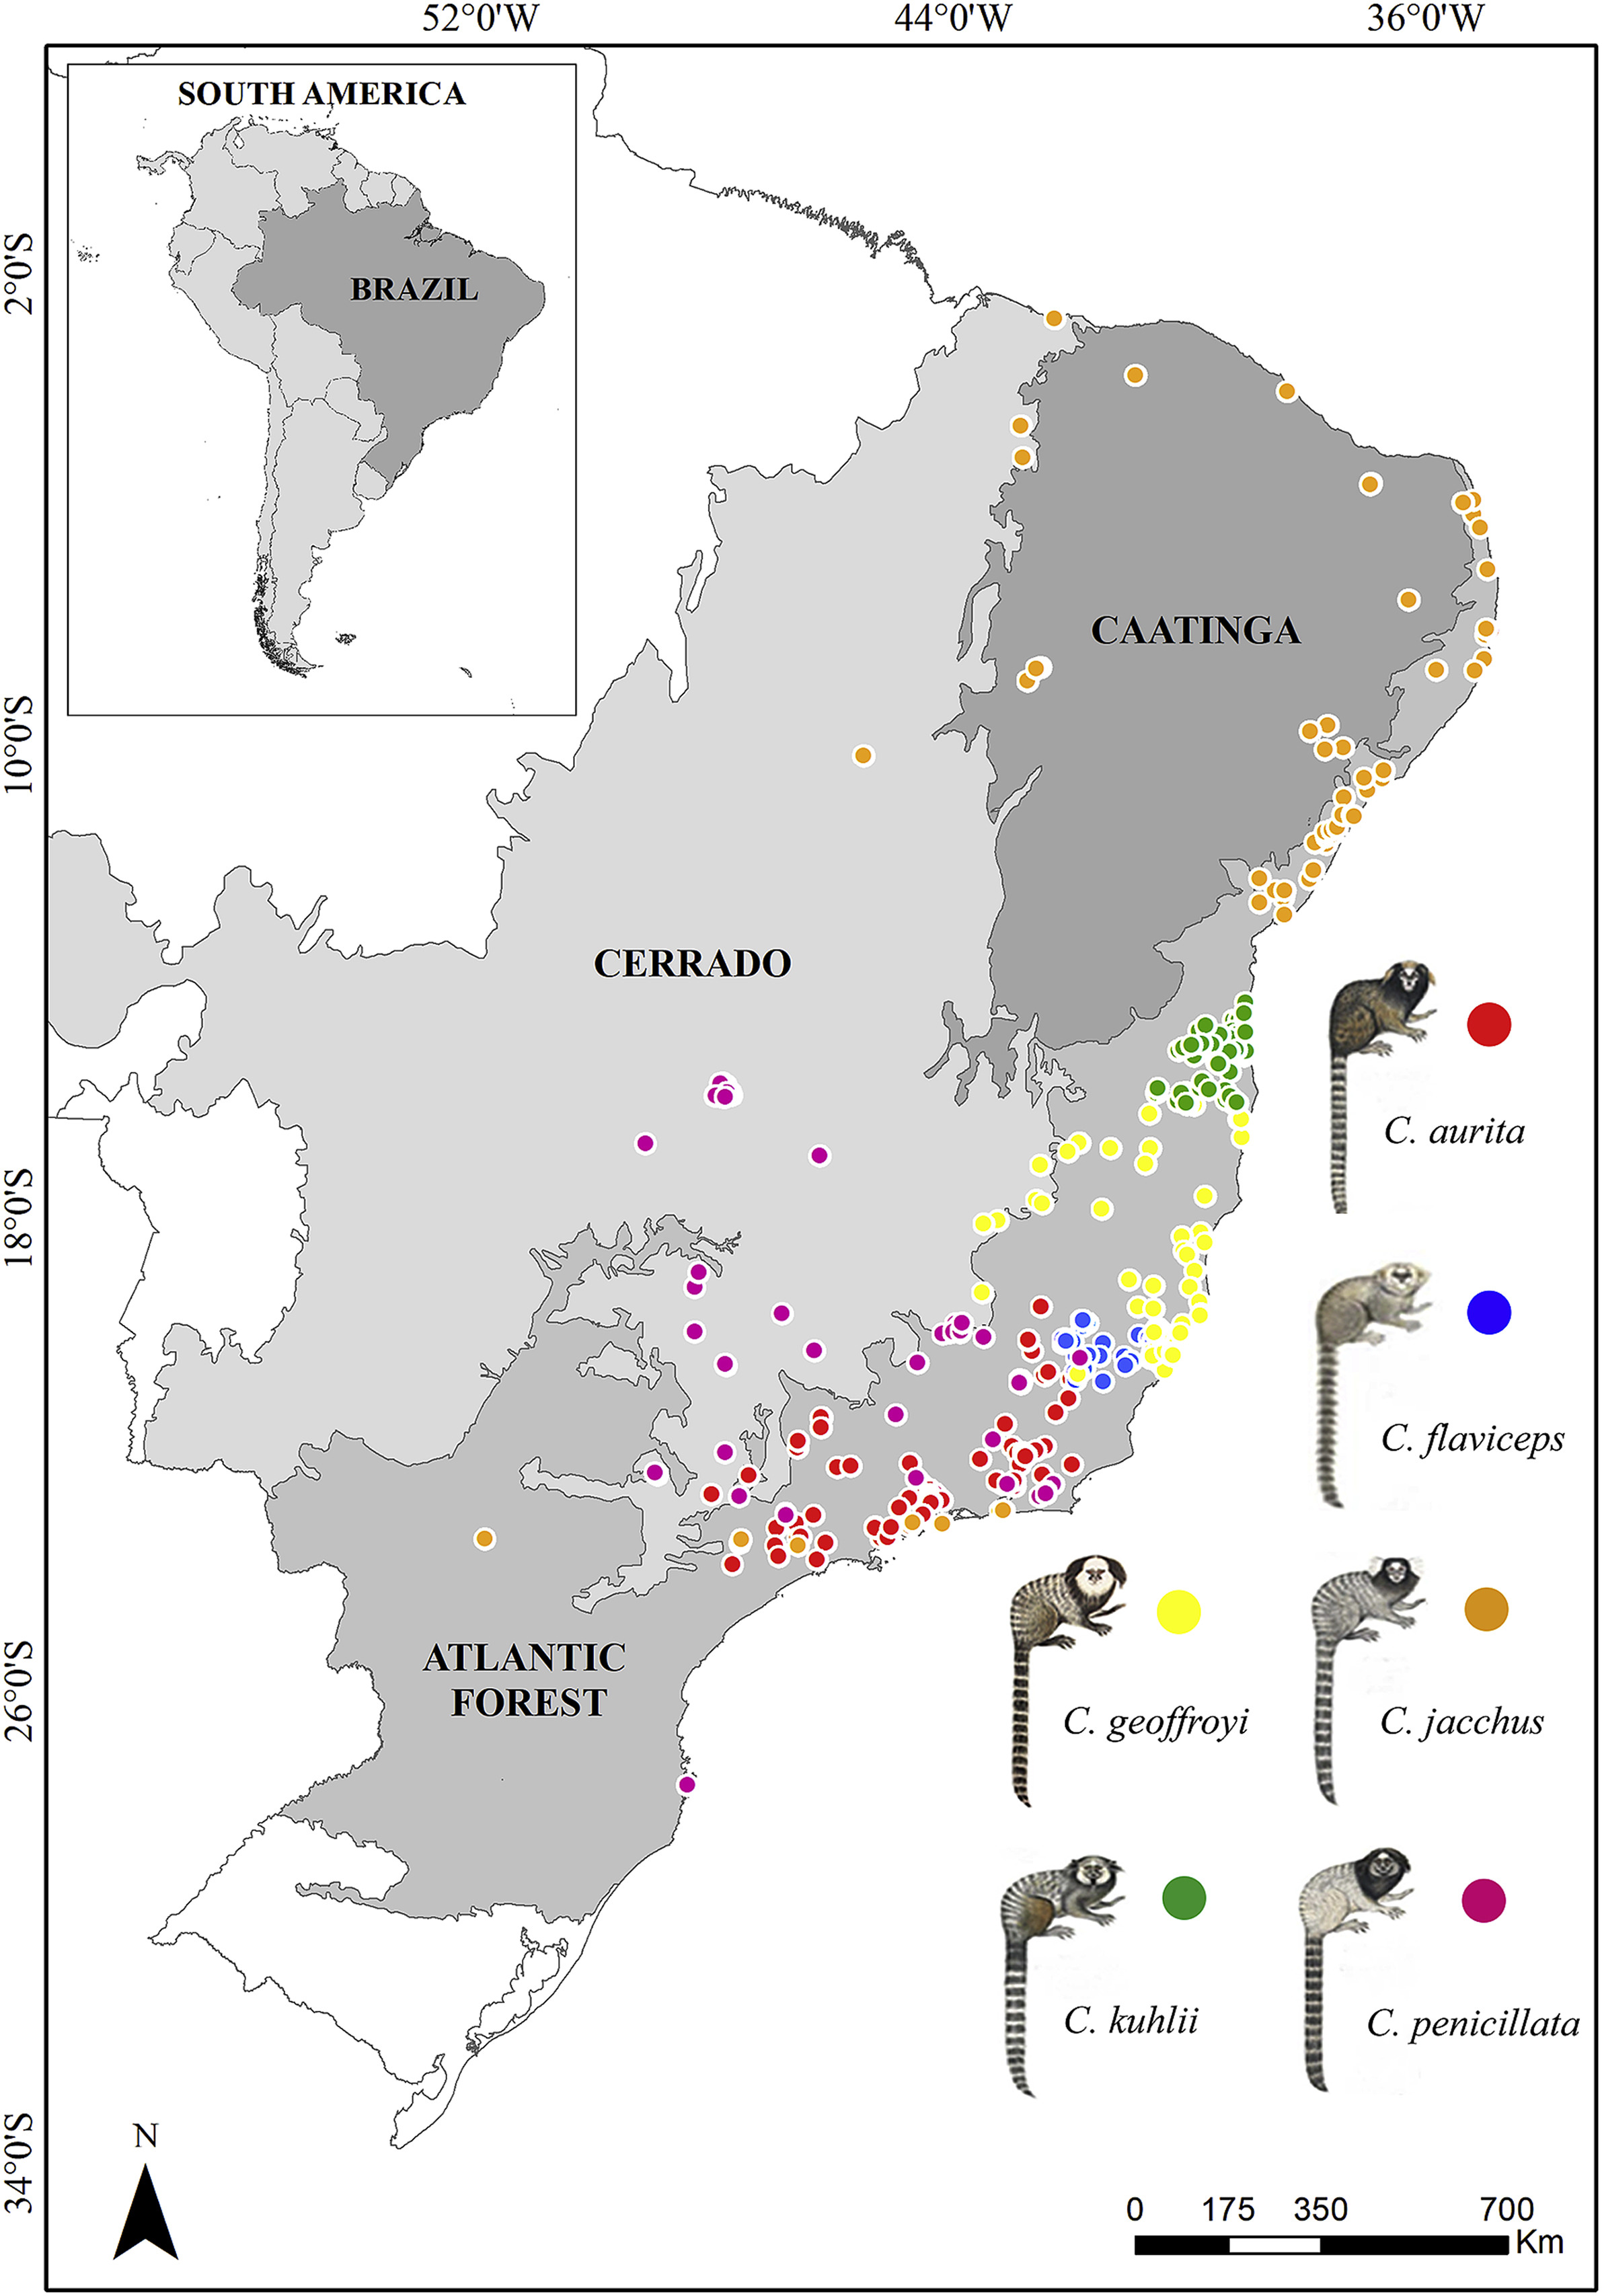 52°0'W 44°0'W 36°0'W
SOUTH AMERICA
BRAZIL
2°0'S
CAATINGA
10°0'S
CERRADO
C. aurita
18°0'S
C. flaviceps
ATLANTIC
FOREST
26°0'S
C. geoffroyi
C. jacchus
C. kuhlii
C. penicillata
34°0'S
N
0 175 350 700
Km